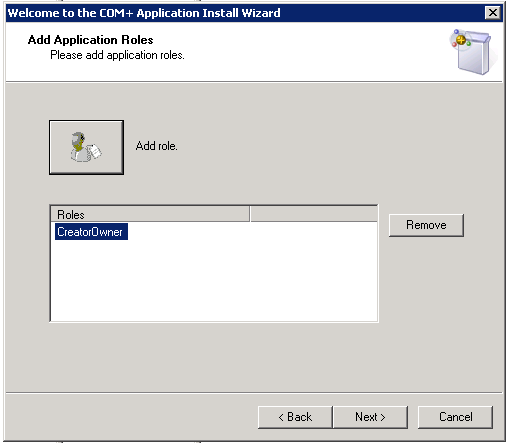 Welcome to the COM+ Application Install Wizard
Add Application Roles
Please add application roles.
Add role.
Roles
CreatorOwner
Remove
< Back
Next >
Cancel